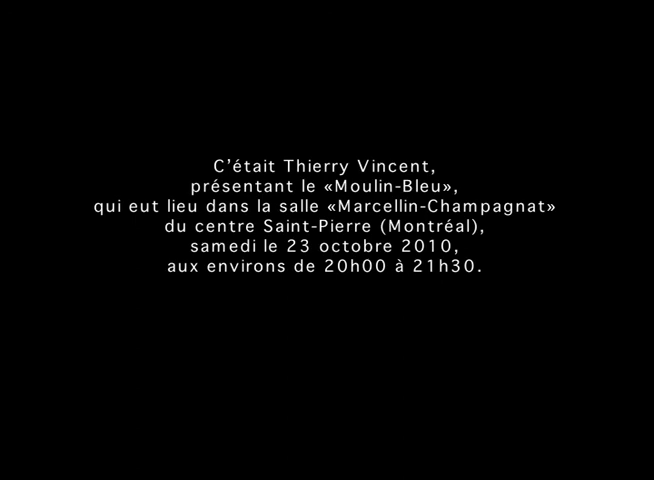 C’était Thierry Vincent,
présentant le «Moulin-Bleu»,
qui eut lieu dans la salle «Marcellin-Champagnat»
du centre Saint-Pierre (Montréal),
samedi le 23 octobre 2010,
aux environs de 20h00 à 21h30.